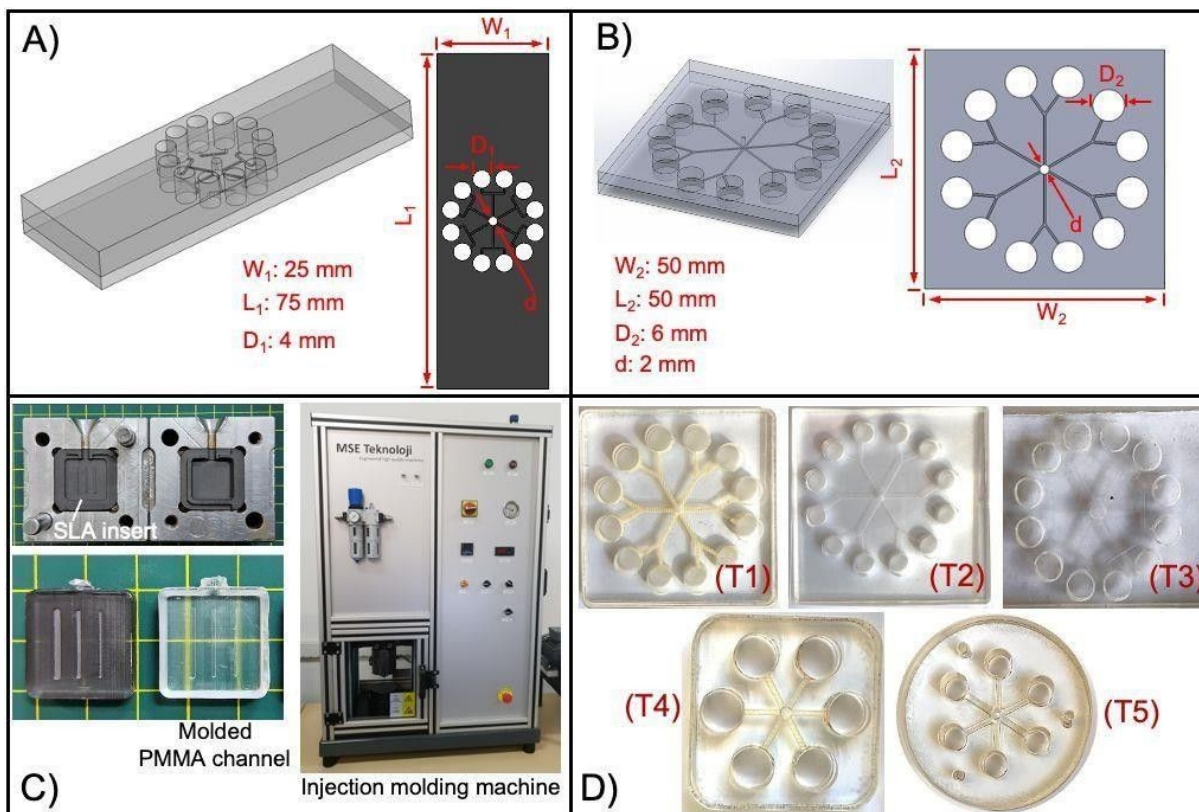 A)
W₁
L₁
D₁
d
W₁: 25 mm
L₁: 75 mm
D₁: 4 mm
B)
D₂
L₂
d
W₂
W₂: 50 mm
L₂: 50 mm
D₂: 6 mm
d: 2 mm
SLA insert
Molded
PMMA channel
C)
MSE Teknoloji
Injection molding machine
(T1)
(T2)
(T3)
(T4)
(T5)
D)